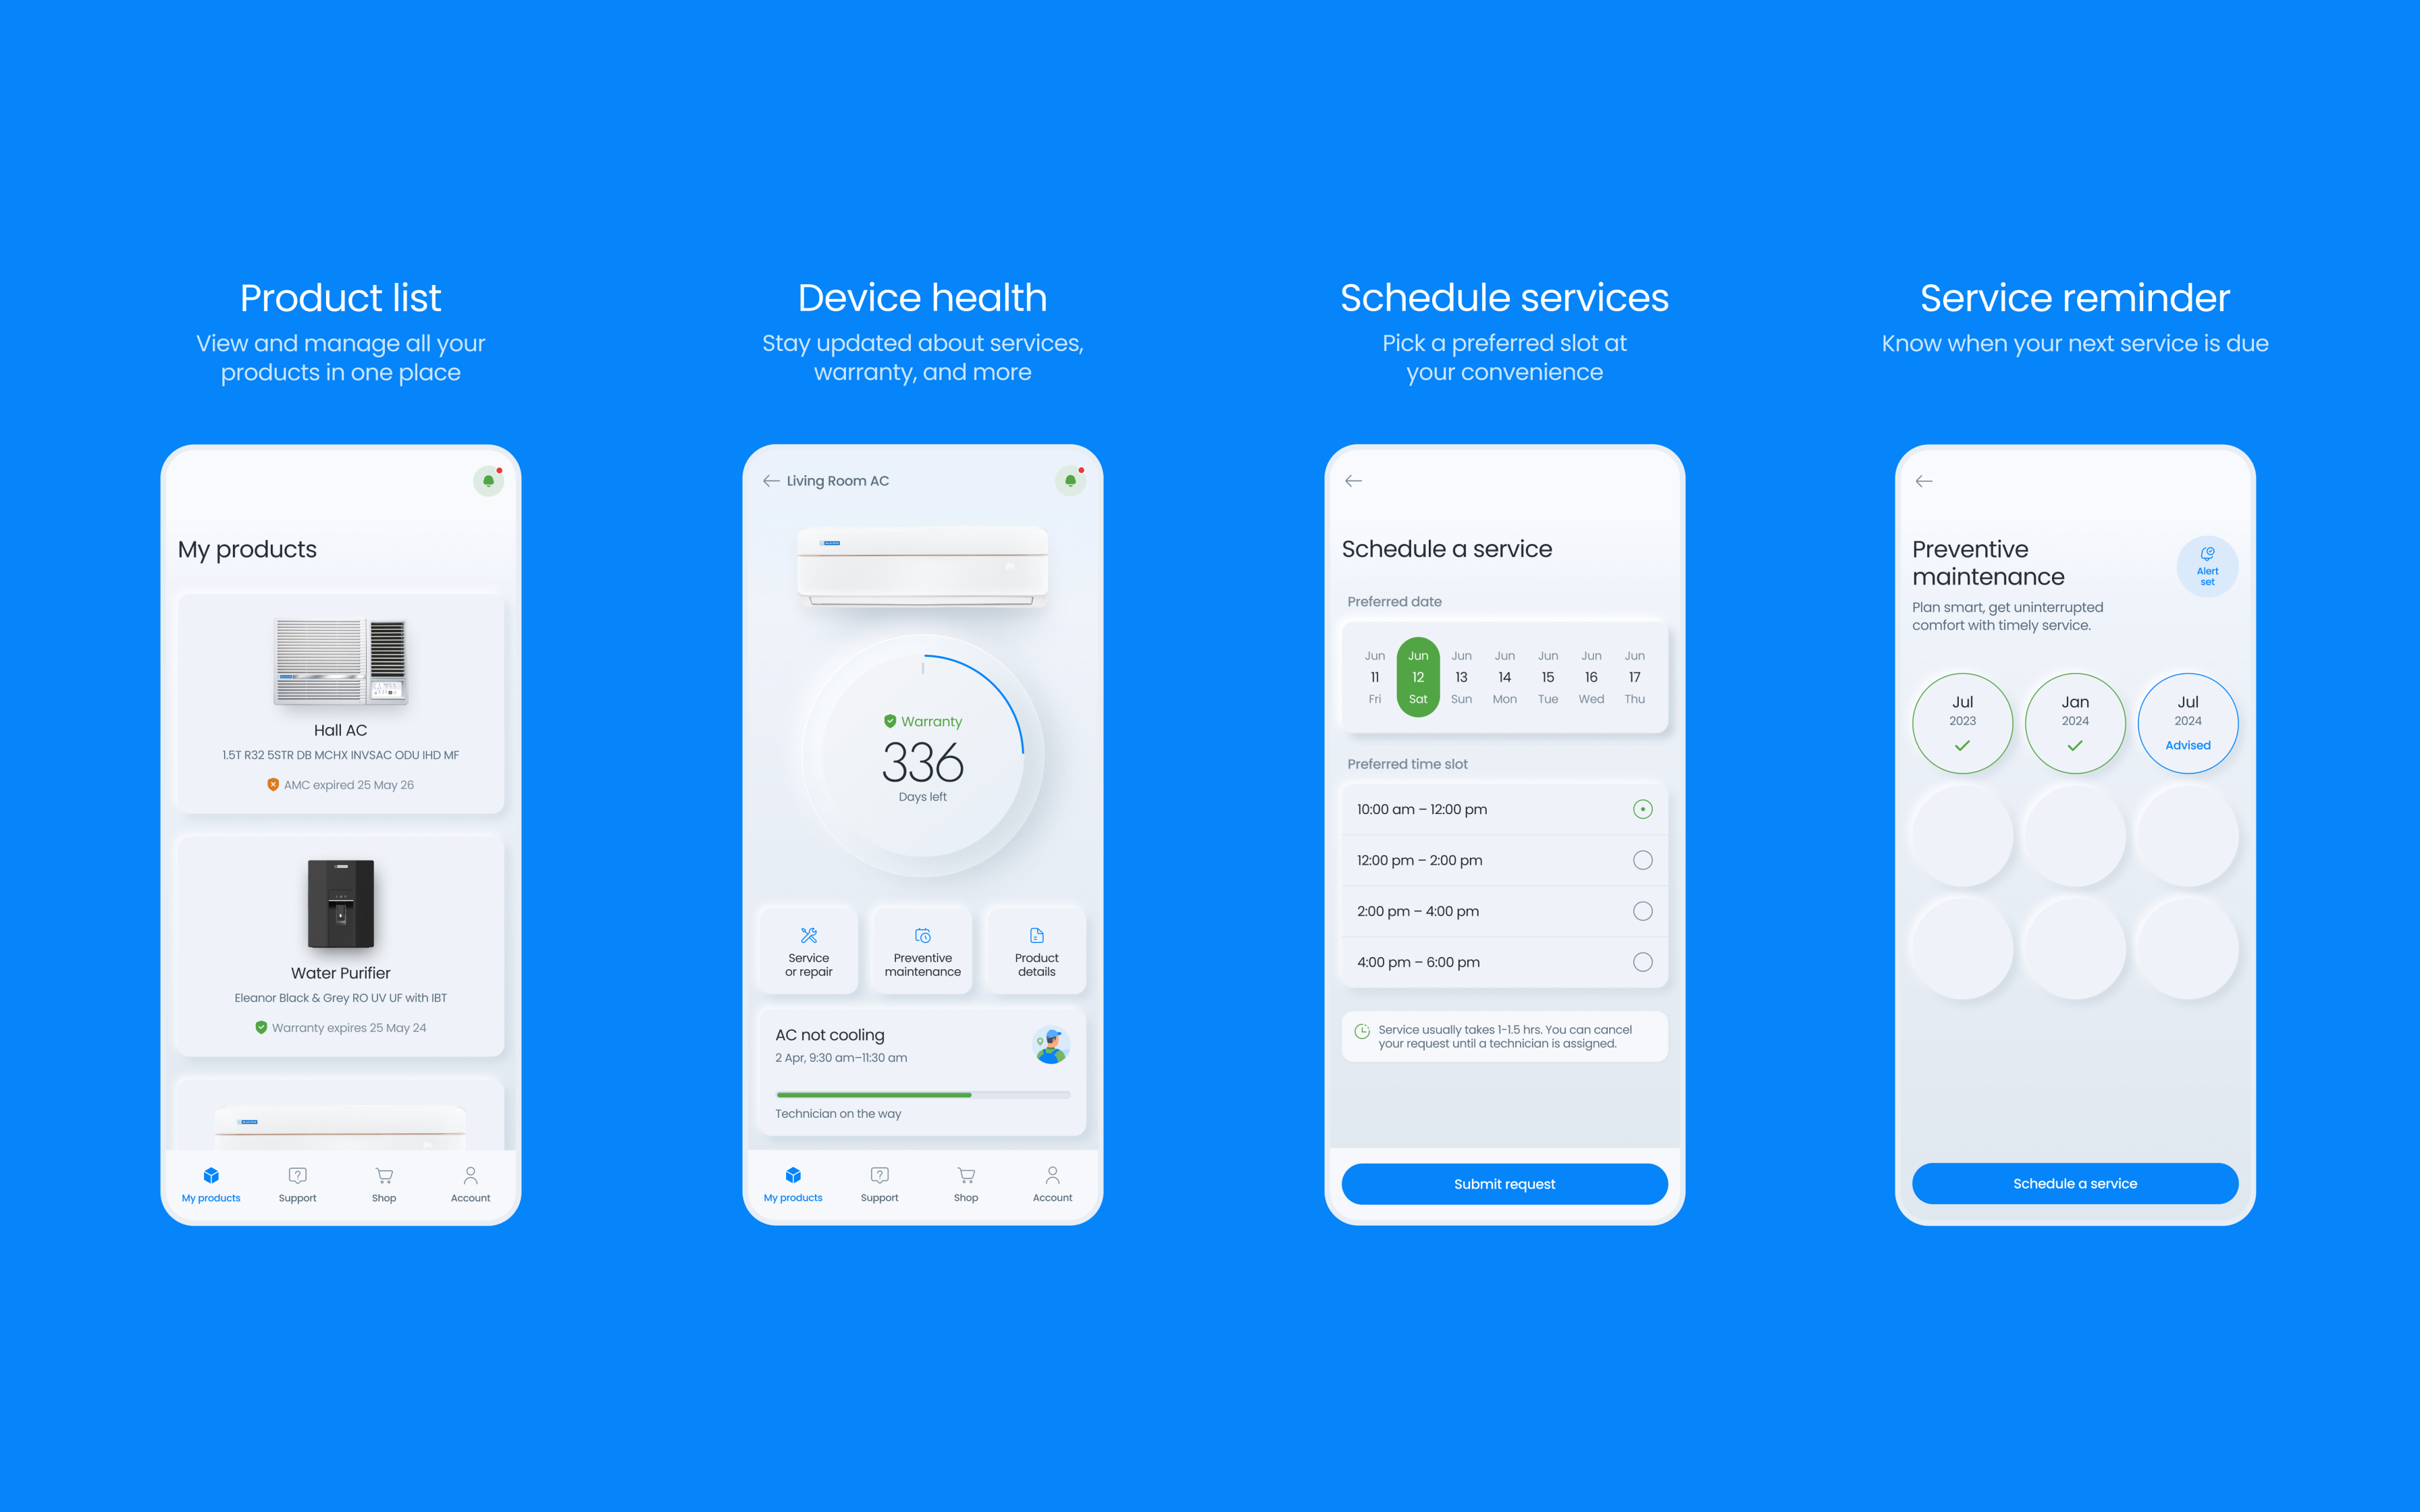 Product list
View and manage all your
products in one place
My products
Hall AC
1.5T R32 5STR DB MCHX INVSAC ODU IHD MF
AMC expired 25 May 26
Water Purifier
Eleanor Black & Grey RO UV UF with IBT
Warranty expires 25 May 24
My products Support Shop Account
Device health
Stay updated about services,
warranty, and more
Living Room AC
Warranty
336
Days left
Service
or repair
Preventive
maintenance
Product
details
AC not cooling
2 Apr, 9:30 am–11:30 am
Technician on the way
My products Support Shop Account
Schedule services
Pick a preferred slot at
your convenience
Schedule a service
Preferred date
Jun Jun Jun Jun Jun Jun Jun
11 12 13 14 15 16 17
Fri Sat Sun Mon Tue Wed Thu
Preferred time slot
10:00 am – 12:00 pm
12:00 pm – 2:00 pm
2:00 pm – 4:00 pm
4:00 pm – 6:00 pm
Service usually takes 1-1.5 hrs. You can cancel
your request until a technician is assigned.
Submit request
Service reminder
Know when your next service is due
Preventive
maintenance
Alert
set
Plan smart, get uninterrupted
comfort with timely service.
Jul Jan Jul
2023 2024 2024
Advised
Schedule a service